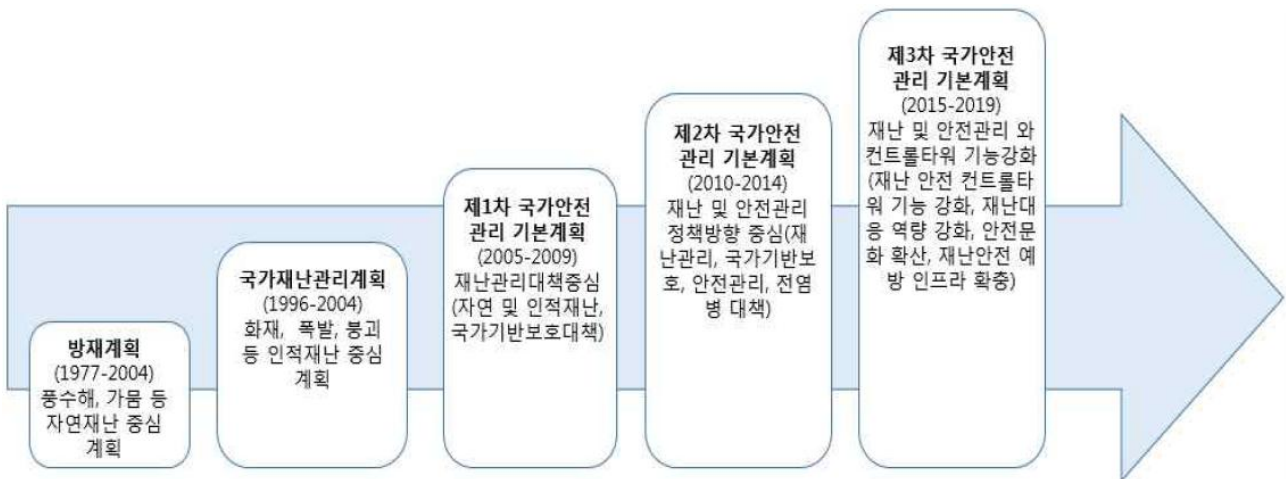 방재계획
(1977-2004)
풍수해, 가뭄 등
자연재난 중심
계획
국가재난관리계획
(1996-2004)
화재, 폭발, 붕괴
등 인적재난 중심
계획
제1차 국가안전
관리 기본계획
(2005-2009)
재난관리대책중심
(자연 및 인적재난,
국가기반보호대책)
제2차 국가안전
관리 기본계획
(2010-2014)
재난 및 안전관리
정책방향 중심(재
난관리, 국가기반보
호, 안전관리, 전염
병 대책)
제3차 국가안전
관리 기본계획
(2015-2019)
재난 및 안전관리 와
컨트롤타워 기능강화
(재난 안전 컨트롤타
워 기능 강화, 재난대
응 역량 강화, 안전문
화 확산, 재난안전 예
방 인프라 확충)